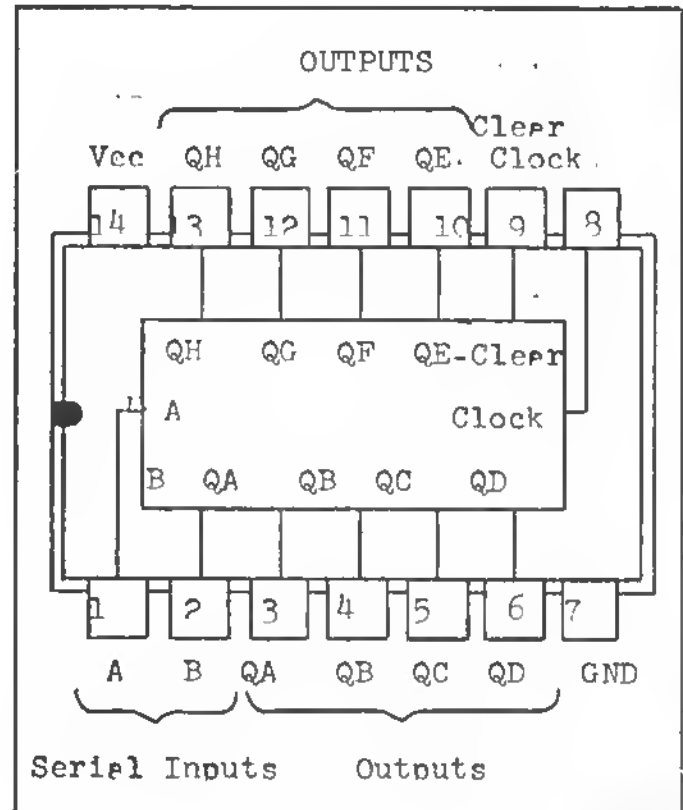 OUTPUTS
Clear
Vcc QH QG QF QE. Clock
14 13 12 11 10 9 8
QH QG QF QE-Clear
A Clock
B QA QB QC QD
1 2 3 4 5 6 7
A B QA QB QC QD GND
Serial Inputs Outputs